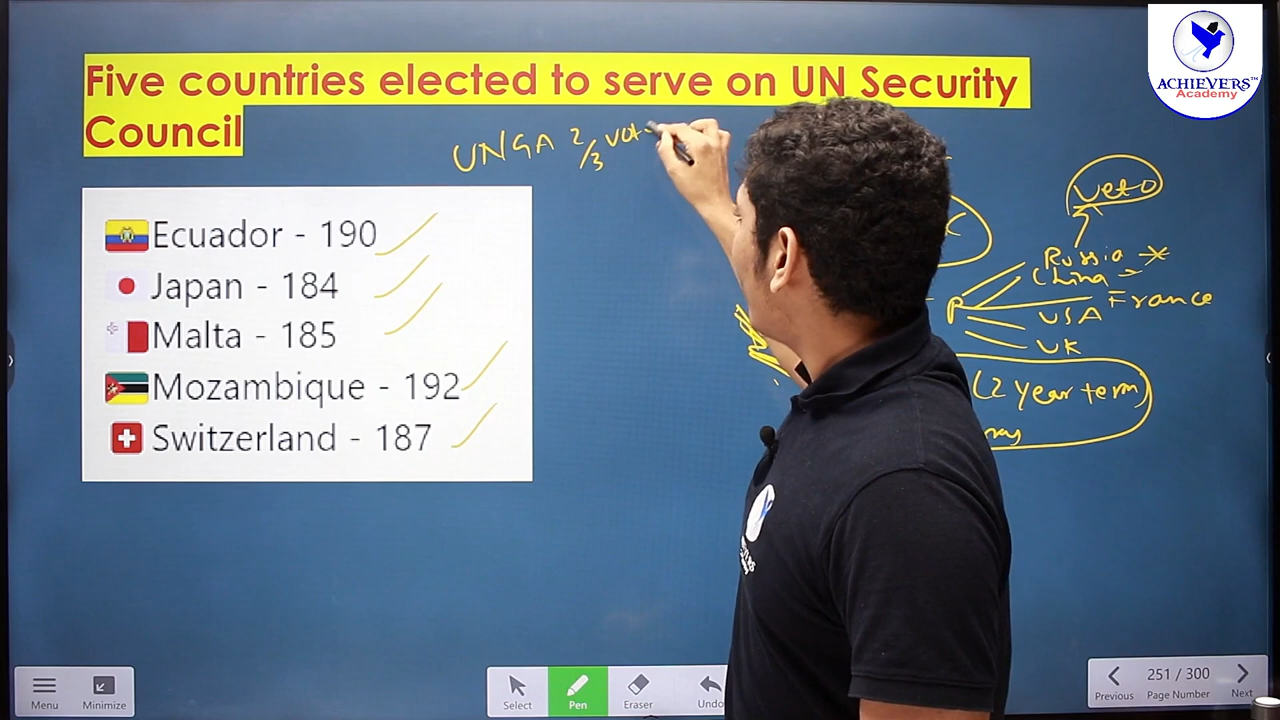 ACHIEVERS™
Academy
Five countries elected to serve on UN Security
Council
UNGA 2/3
Veto
Ecuador - 190
Japan - 184
Malta - 185
Mozambique - 192
Switzerland - 187
Russia
China
France
USA
UK
P
(2 year term)
Menu
Minimize
Select
Pen
Eraser
Undo
Previous
251 / 300
Page Number
Next